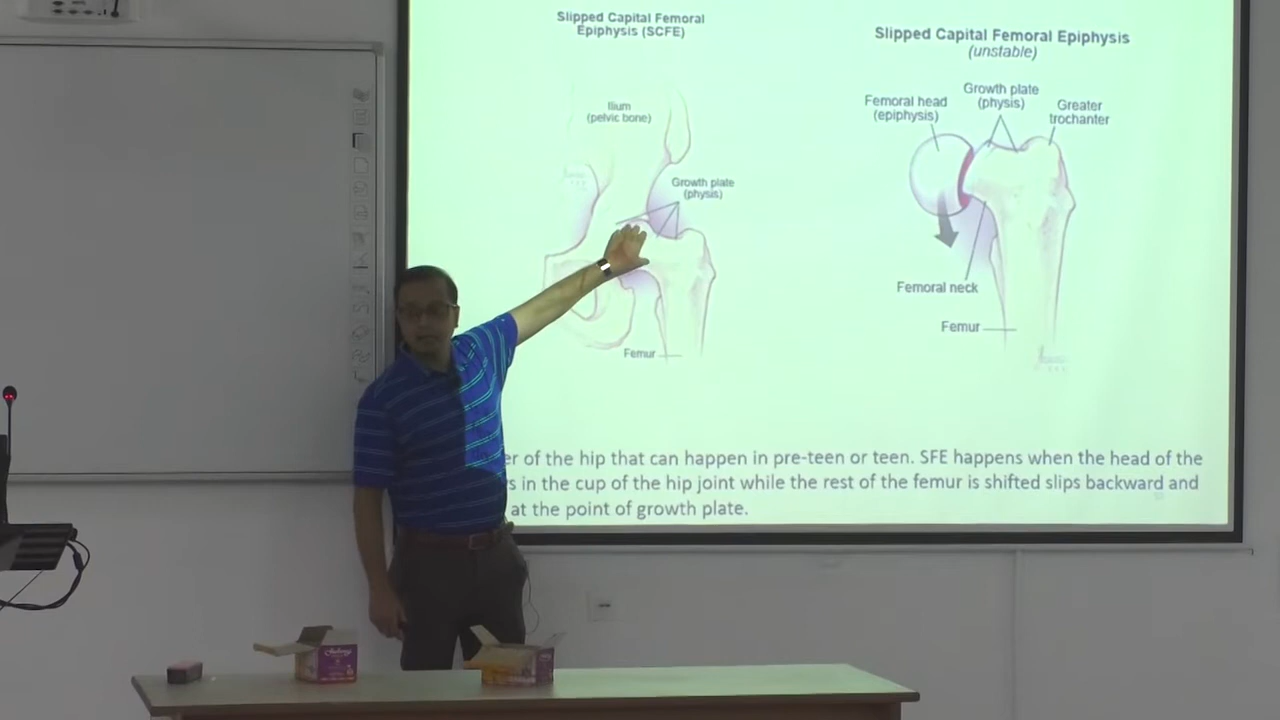 Slipped Capital Femoral
Epiphysis (SCFE)
Ilium
(pelvic bone)
Growth plate
(physis)
Femur
Slipped Capital Femoral Epiphysis
(unstable)
Femoral head
(epiphysis)
Growth plate
(physis)
Greater
trochanter
Femoral neck
Femur
er of the hip that can happen in pre-teen or teen. SFE happens when the head of the
s in the cup of the hip joint while the rest of the femur is shifted slips backward and
at the point of growth plate.